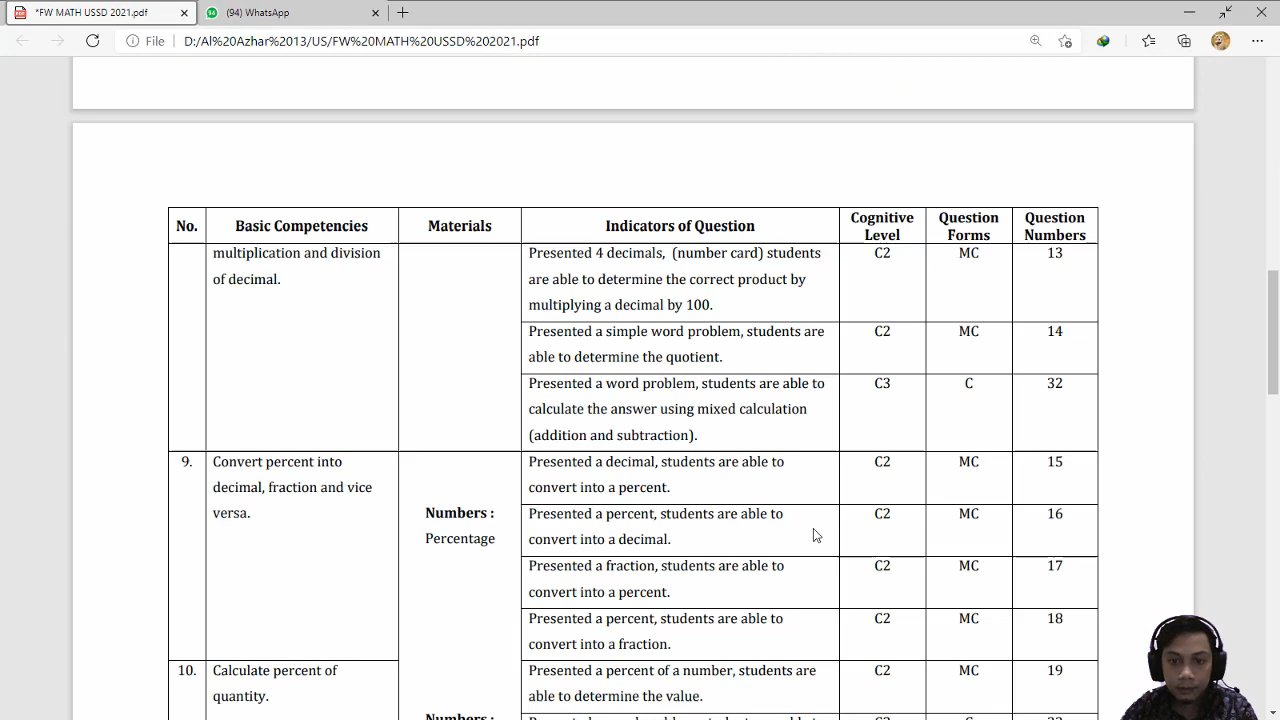 *FW MATH USSD 2021.pdf
(94) WhatsApp
File
D:/Al%20Azhar%2013/US/FW%20MATH%20USSD%202021.pdf
No. Basic Competencies Materials Indicators of Question Cognitive Level Question Forms Question Numbers
multiplication and division Presented 4 decimals, (number card) students C2 MC 13
of decimal. are able to determine the correct product by
multiplying a decimal by 100.
Presented a simple word problem, students are C2 MC 14
able to determine the quotient.
Presented a word problem, students are able to C3 C 32
calculate the answer using mixed calculation
(addition and subtraction).
9. Convert percent into Presented a decimal, students are able to C2 MC 15
decimal, fraction and vice convert into a percent.
versa. Numbers : Presented a percent, students are able to C2 MC 16
Percentage convert into a decimal.
Presented a fraction, students are able to C2 MC 17
convert into a percent.
Presented a percent, students are able to C2 MC 18
convert into a fraction.
10. Calculate percent of Presented a percent of a number, students are C2 MC 19
quantity. able to determine the value.
Numbers :